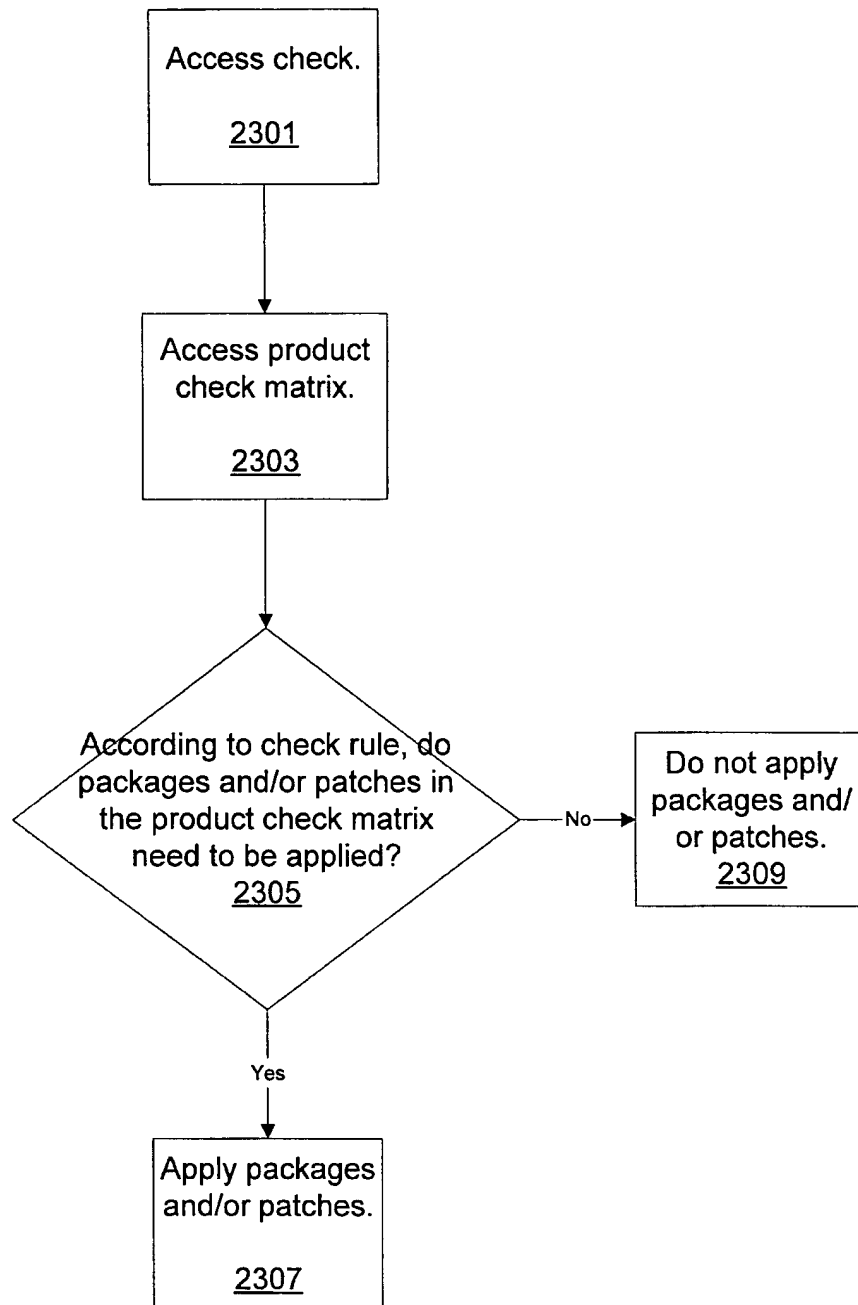 Access check.
2301
Access product
check matrix.
2303
According to check rule, do
packages and/or patches in
the product check matrix
need to be applied?
2305
No
Do not apply
packages and/
or patches.
2309
Yes
Apply packages
and/or patches.
2307